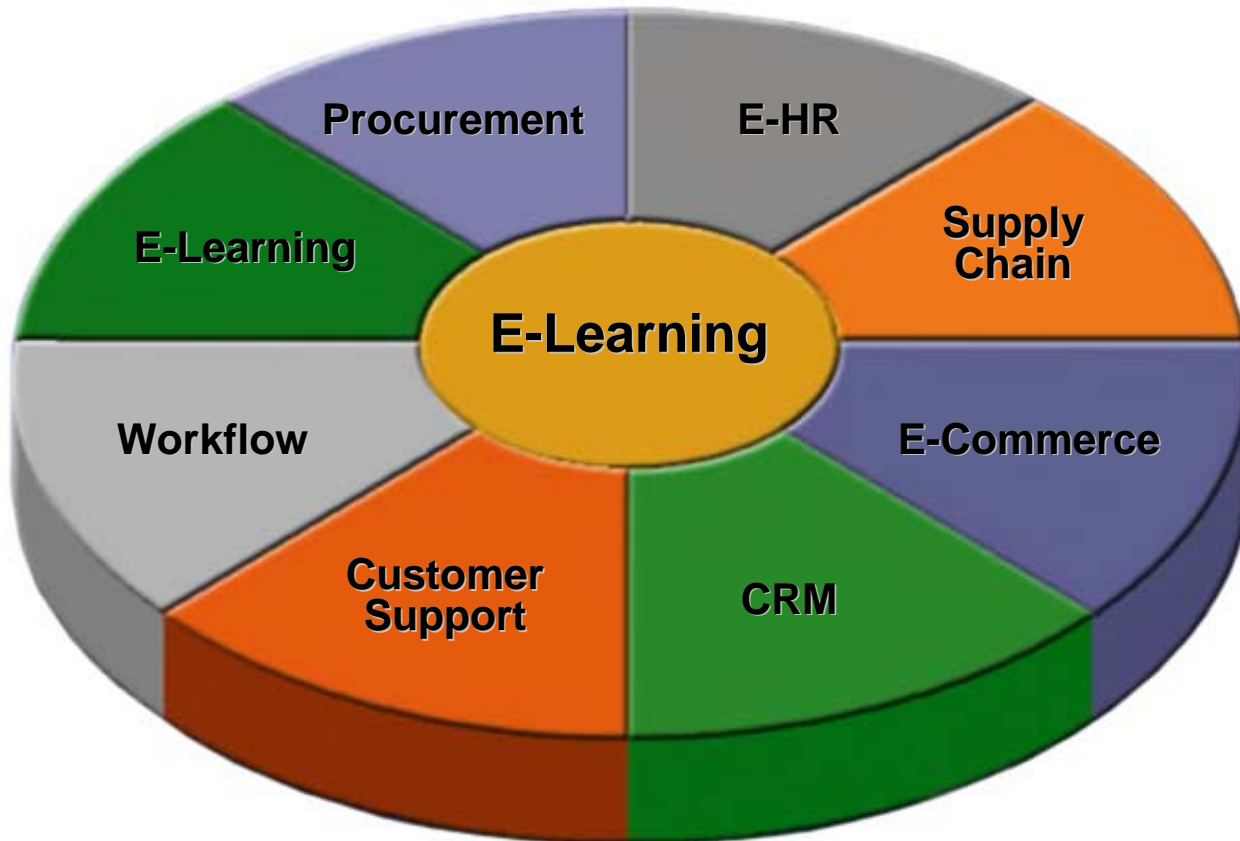 Procurement
E-HR
Supply
Chain
E-Learning
E-Learning
Workflow
E-Commerce
Customer
Support
CRM